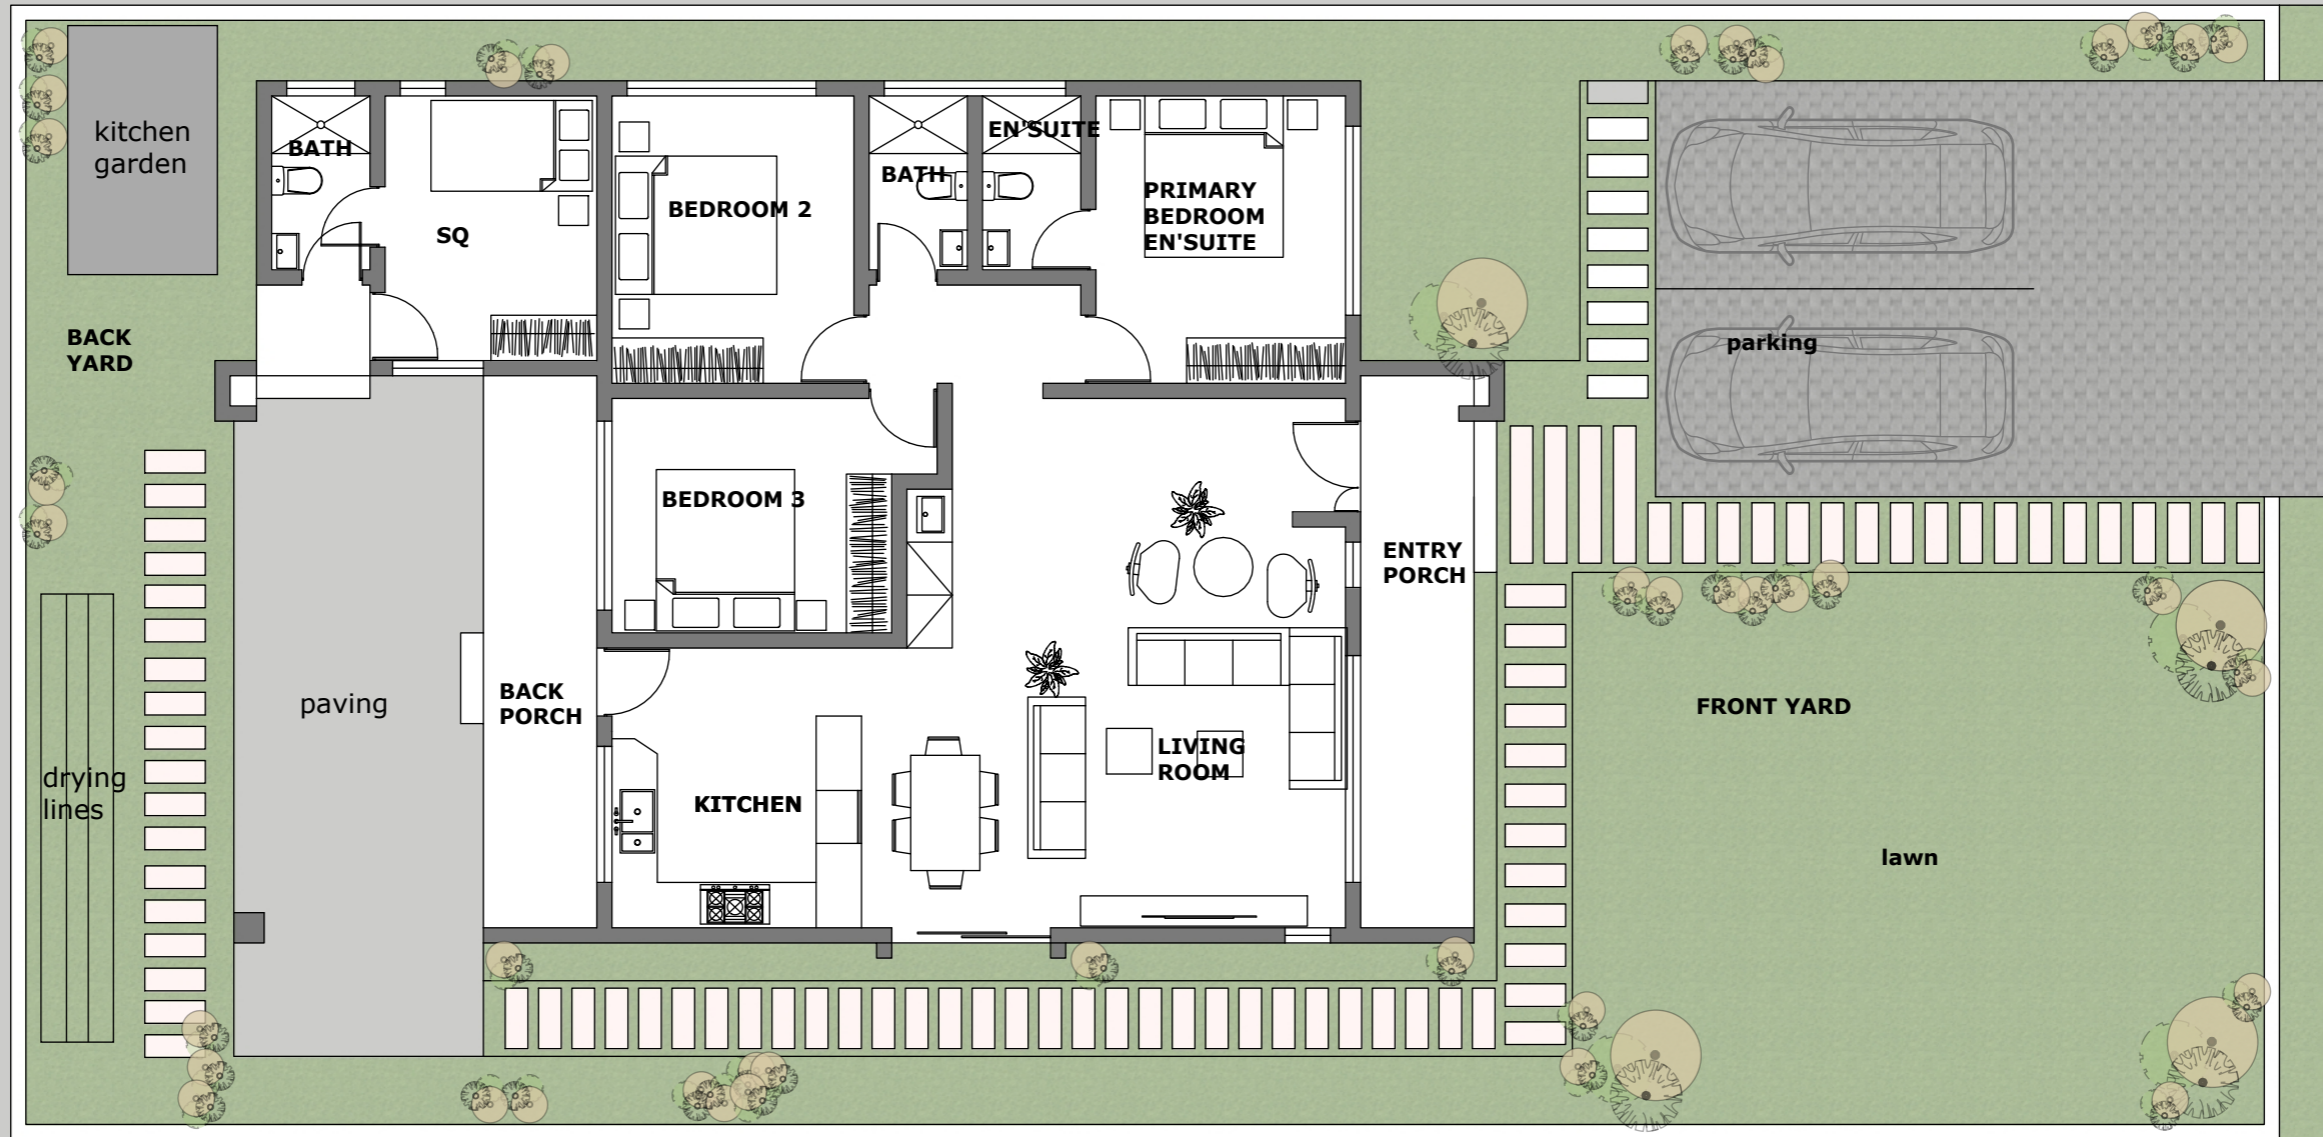 kitchen
garden
BATH
SQ
BEDROOM 2
BATH
EN'SUITE
PRIMARY
BEDROOM
EN'SUITE
BACK
YARD
parking
BEDROOM 3
ENTRY
PORCH
BACK
PORCH
paving
drying
lines
KITCHEN
LIVING
ROOM
FRONT YARD
lawn